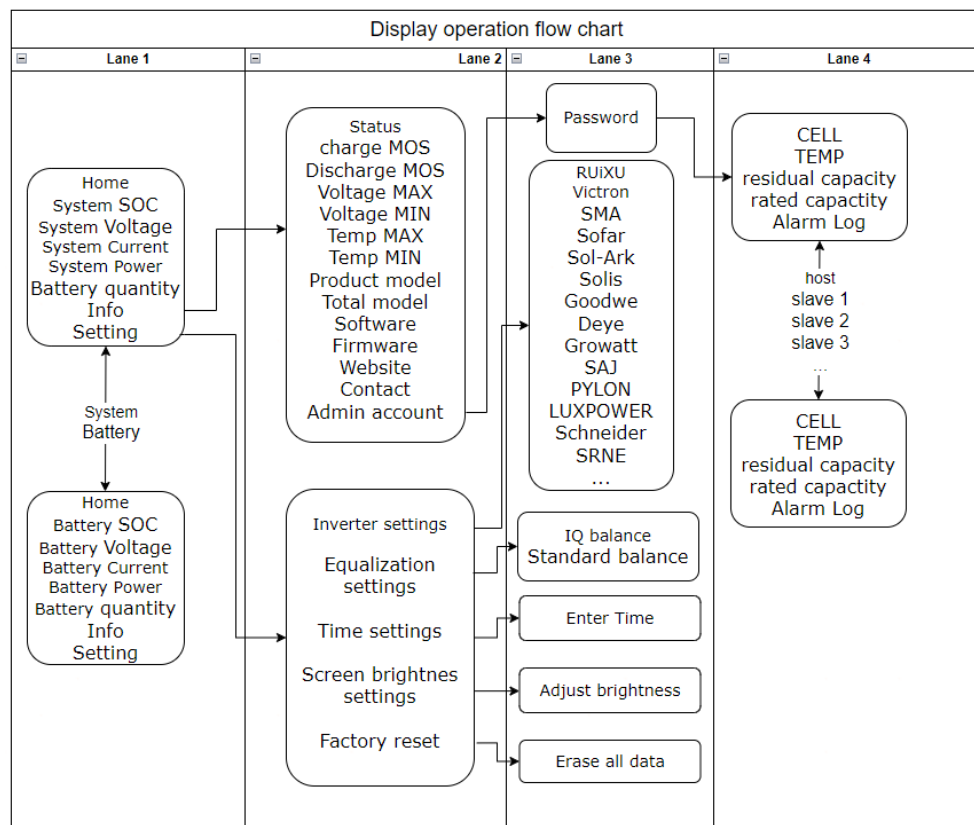 Display operation flow chart
Lane 1
Lane 2
Lane 3
Lane 4
Home
System SOC
System Voltage
System Current
System Power
Battery quantity
Info
Setting
System
Battery
Home
Battery SOC
Battery Voltage
Battery Current
Battery Power
Battery quantity
Info
Setting
Status
charge MOS
Discharge MOS
Voltage MAX
Voltage MIN
Temp MAX
Temp MIN
Product model
Total model
Software
Firmware
Website
Contact
Admin account
Inverter settings
Equalization
settings
Time settings
Screen brightnes
settings
Factory reset
Password
RUiXU
Victron
SMA
Sofar
Sol-Ark
Solis
Goodwe
Deye
Growatt
SAJ
PYLON
LUXPOWER
Schneider
SRNE
...
IQ balance
Standard balance
Enter Time
Adjust brightness
Erase all data
CELL
TEMP
residual capacity
rated capactity
Alarm Log
host
slave 1
slave 2
slave 3
...
CELL
TEMP
residual capacity
rated capactity
Alarm Log